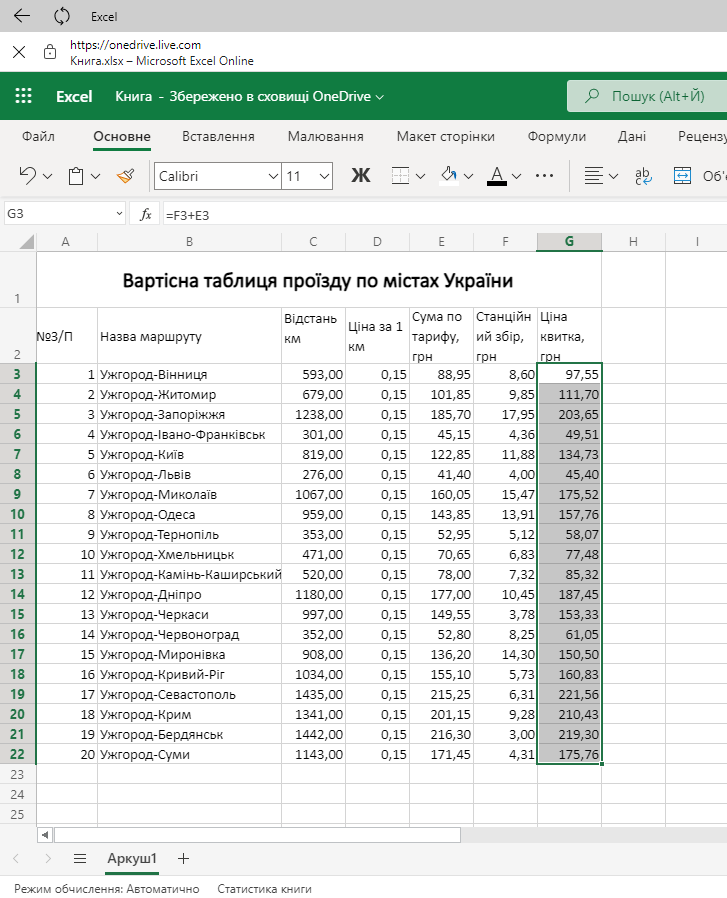 Excel
https://onedrive.live.com
Книга.xlsx – Microsoft Excel Online
Excel Книга - Збережено в сховищі OneDrive Пошук (Alt+Й)
Файл Основне Вставлення Малювання Макет сторінки Формули Дані Рецензу
Calibri 11 Ж ab Об'
G3 fx =F3+E3
A B C D E F G H I
1 Вартісна таблиця проїзду по містах України
2 №З/П Назва маршруту Відстань км Ціна за 1 км Сума по тарифу, грн Станційний збір, грн Ціна квитка, грн
3 1 Ужгород-Вінниця 593,00 0,15 88,95 8,60 97,55
4 2 Ужгород-Житомир 679,00 0,15 101,85 9,85 111,70
5 3 Ужгород-Запоріжжя 1238,00 0,15 185,70 17,95 203,65
6 4 Ужгород-Івано-Франківськ 301,00 0,15 45,15 4,36 49,51
7 5 Ужгород-Київ 819,00 0,15 122,85 11,88 134,73
8 6 Ужгород-Львів 276,00 0,15 41,40 4,00 45,40
9 7 Ужгород-Миколаїв 1067,00 0,15 160,05 15,47 175,52
10 8 Ужгород-Одеса 959,00 0,15 143,85 13,91 157,76
11 9 Ужгород-Тернопіль 353,00 0,15 52,95 5,12 58,07
12 10 Ужгород-Хмельницьк 471,00 0,15 70,65 6,83 77,48
13 11 Ужгород-Камінь-Каширський 520,00 0,15 78,00 7,32 85,32
14 12 Ужгород-Дніпро 1180,00 0,15 177,00 10,45 187,45
15 13 Ужгород-Черкаси 997,00 0,15 149,55 3,78 153,33
16 14 Ужгород-Червоноград 352,00 0,15 52,80 8,25 61,05
17 15 Ужгород-Миронівка 908,00 0,15 136,20 14,30 150,50
18 16 Ужгород-Кривий-Ріг 1034,00 0,15 155,10 5,73 160,83
19 17 Ужгород-Севастополь 1435,00 0,15 215,25 6,31 221,56
20 18 Ужгород-Крим 1341,00 0,15 201,15 9,28 210,43
21 19 Ужгород-Бердянськ 1442,00 0,15 216,30 3,00 219,30
22 20 Ужгород-Суми 1143,00 0,15 171,45 4,31 175,76
23
24
25
Аркуш1
Режим обчислення: Автоматично Статистика книги